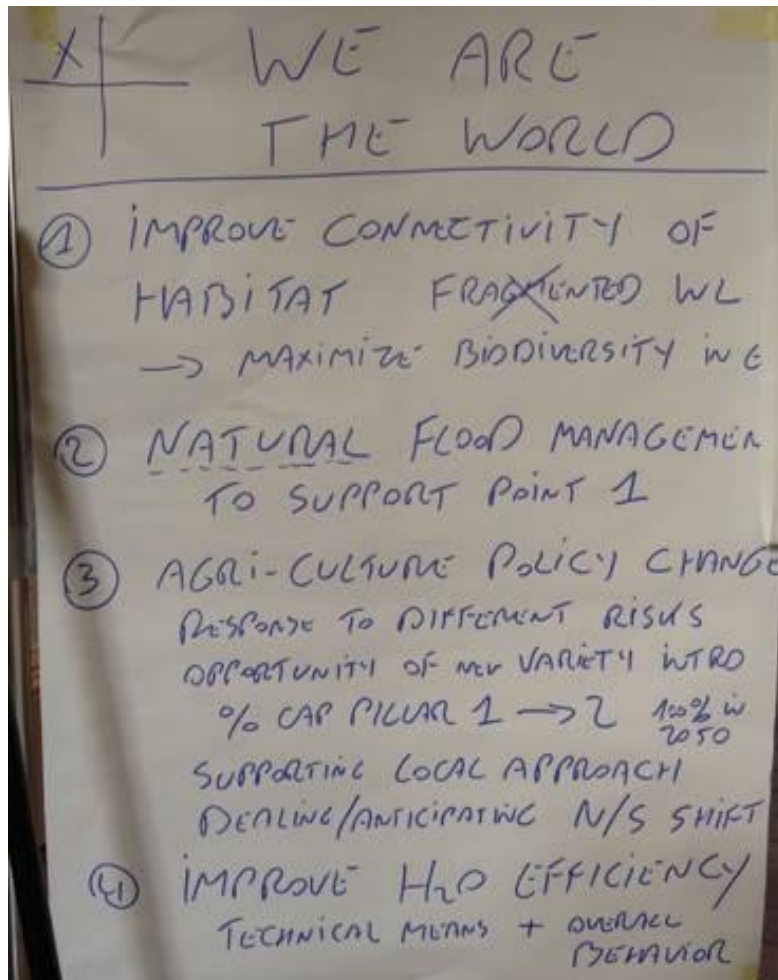 X
WE ARE
THE WORLD
① IMPROVE CONNECTIVITY OF
HABITAT FRAGMENTED WL
→ MAXIMIZE BIODIVERSITY IN E
② NATURAL FLOOD MANAGEMEN
TO SUPPORT POINT 1
③ AGRI-CULTURE POLICY CHANGE
RESPONSE TO DIFFERENT RISKS
OPPORTUNITY OF NEW VARIETY INTRO
% CAP PILLAR 1 → 2 100% in
2050
SUPPORTING LOCAL APPROACH
DEALING/ANTICIPATING N/S SHIFT
④ IMPROVE H₂O EFFICIENCY
TECHNICAL MEANS + OVERALL
BEHAVIOR